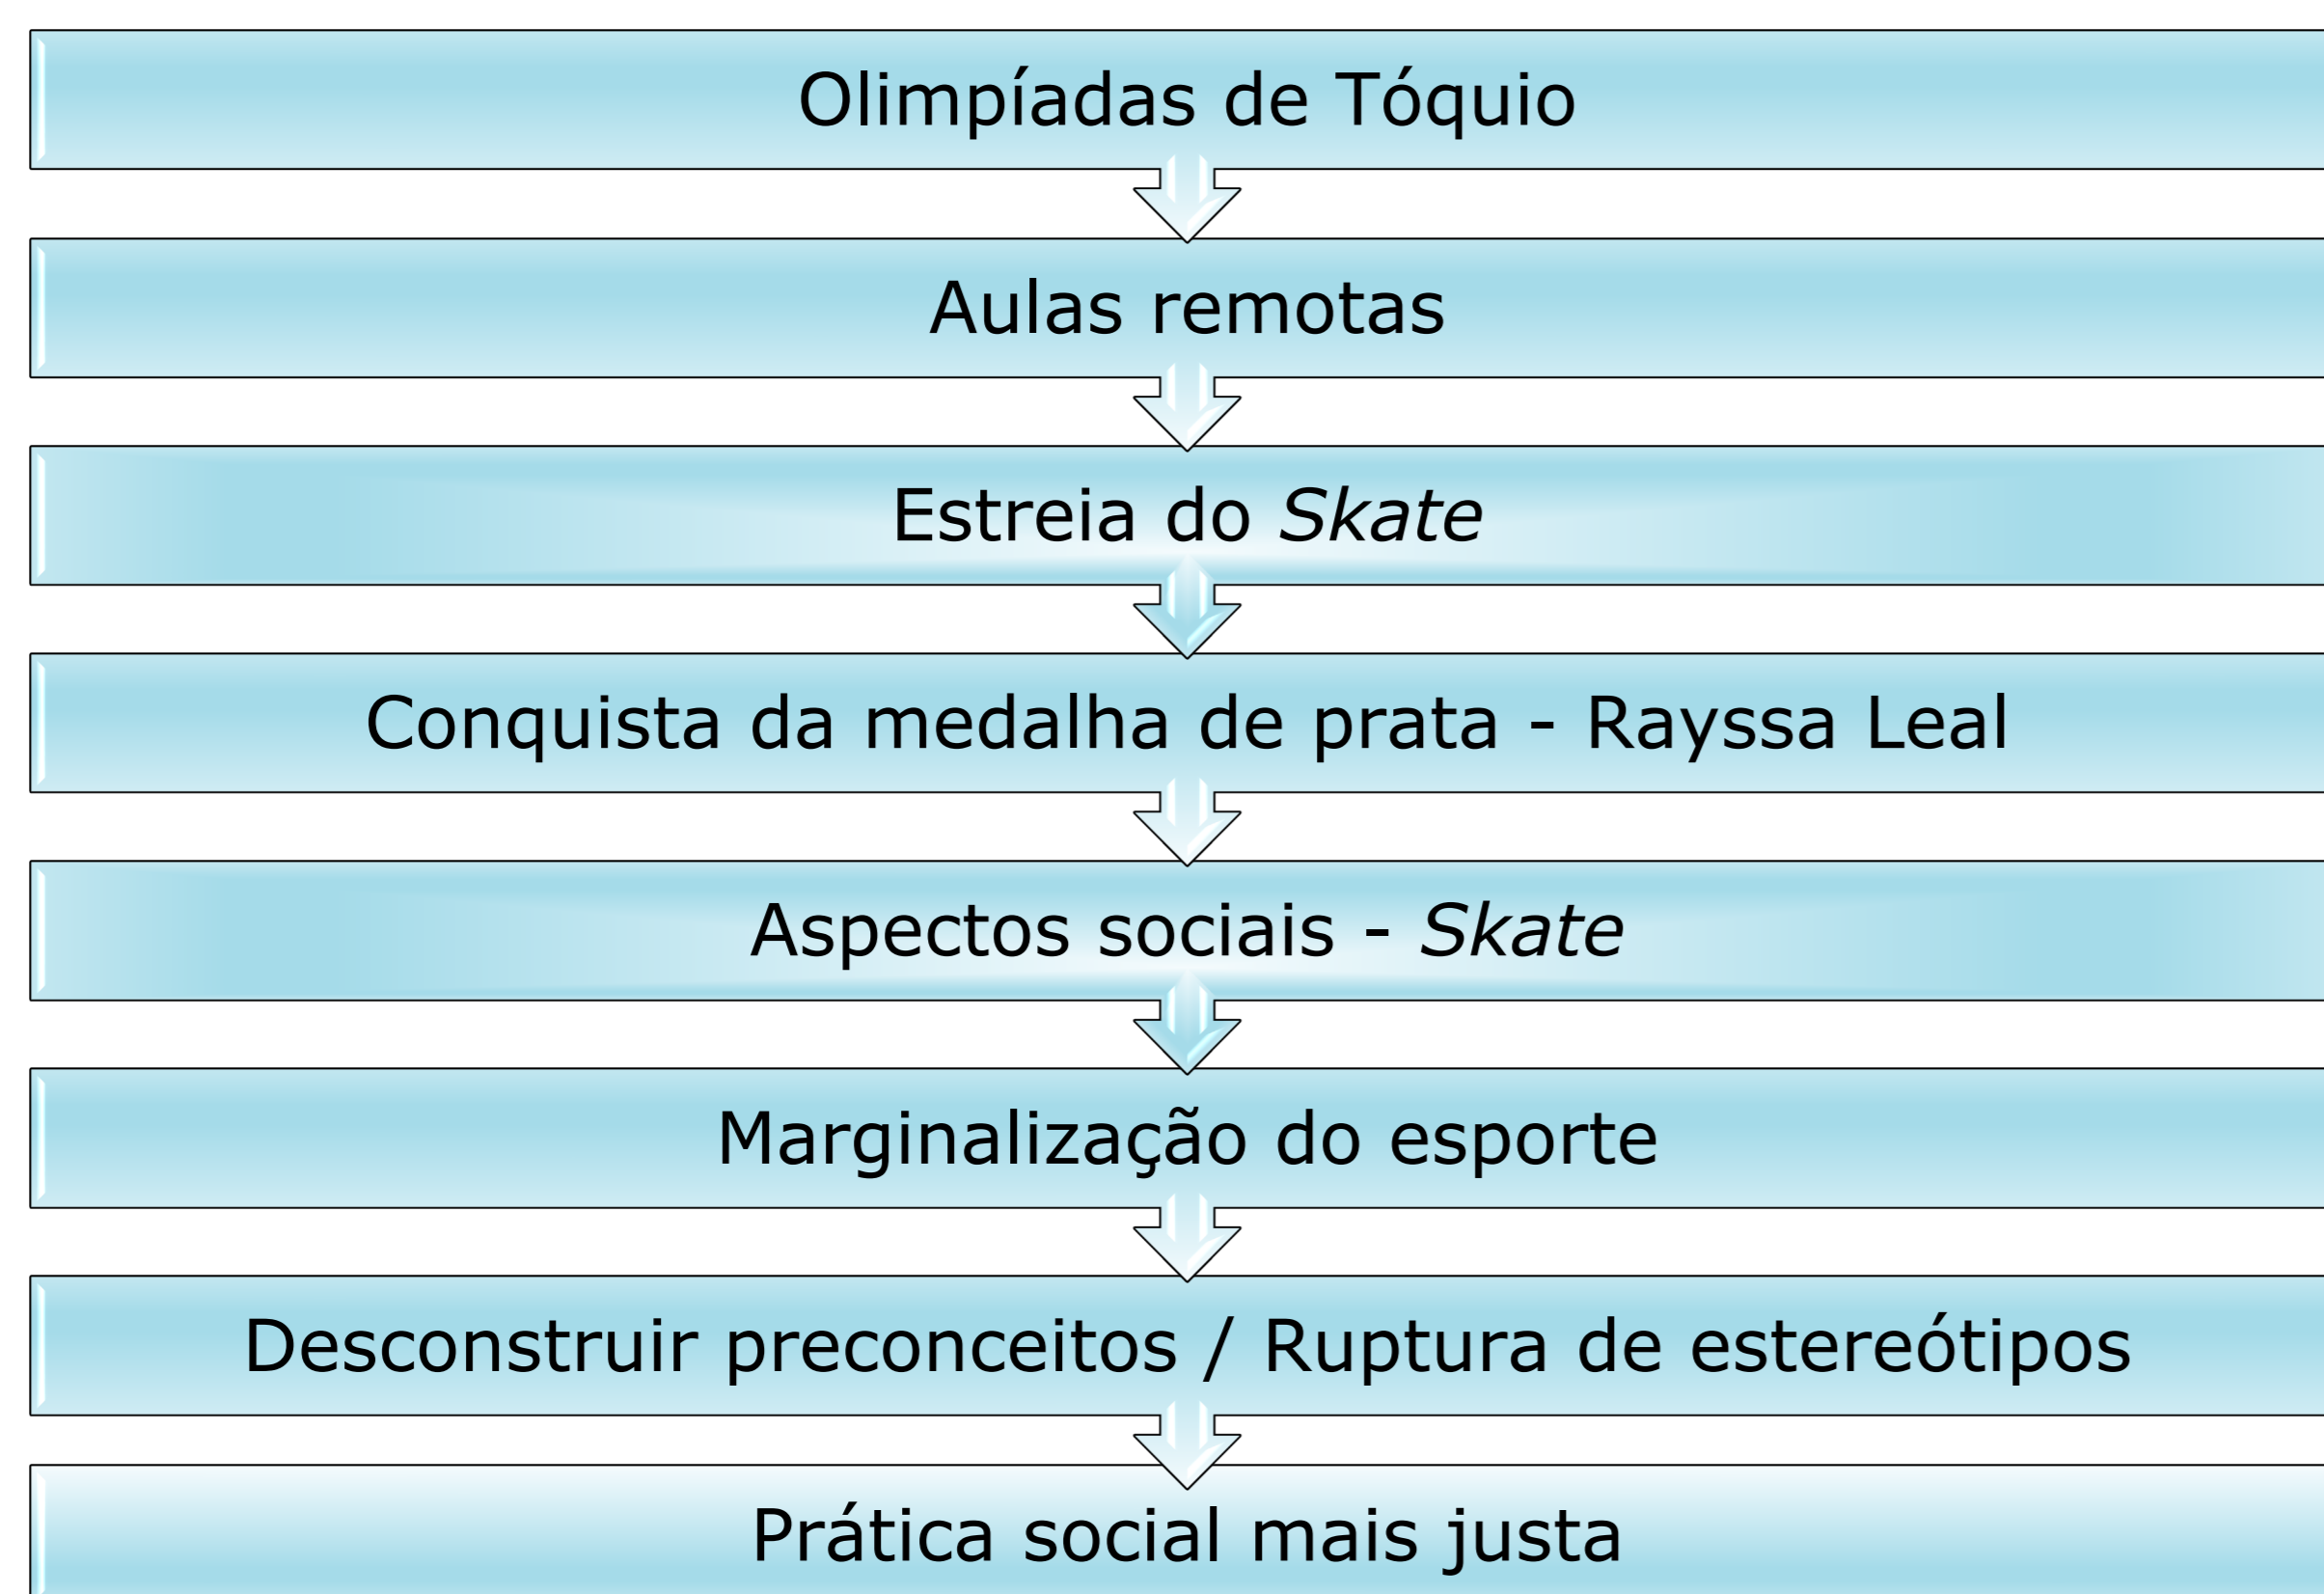 Olimpíadas de Tóquio
Aulas remotas
Estreia do Skate
Conquista da medalha de prata - Rayssa Leal
Aspectos sociais - Skate
Marginalização do esporte
Desconstruir preconceitos / Ruptura de estereótipos
Prática social mais justa